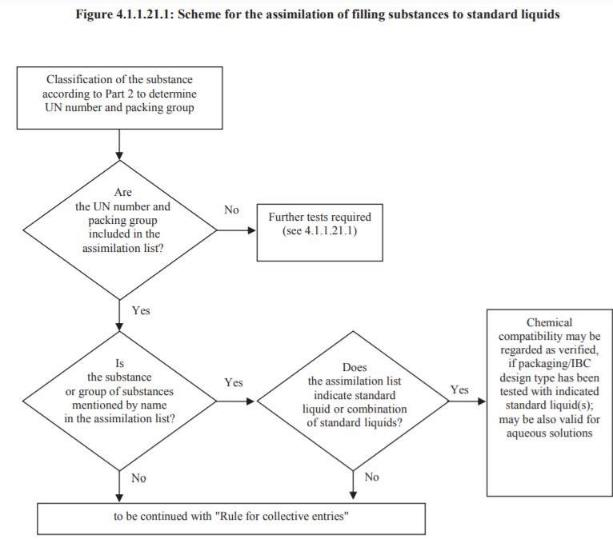 Figure 4.1.1.21.1: Scheme for the assimilation of filling substances to standard liquids
Classification of the substance
according to Part 2 to determine
UN number and packing group
Are
the UN number and
packing group
included in the
assimilation list?
No
Further tests required
(see 4.1.1.21.1)
Yes
Is
the substance
or group of substances
mentioned by name
in the assimilation list?
Yes
Does
the assimilation list
indicate standard
liquid or combination
of standard liquids?
Yes
Chemical
compatibility may be
regarded as verified,
if packaging/IBC
design type has been
tested with indicated
standard liquid(s);
may be also valid for
aqueous solutions
No
No
to be continued with "Rule for collective entries"